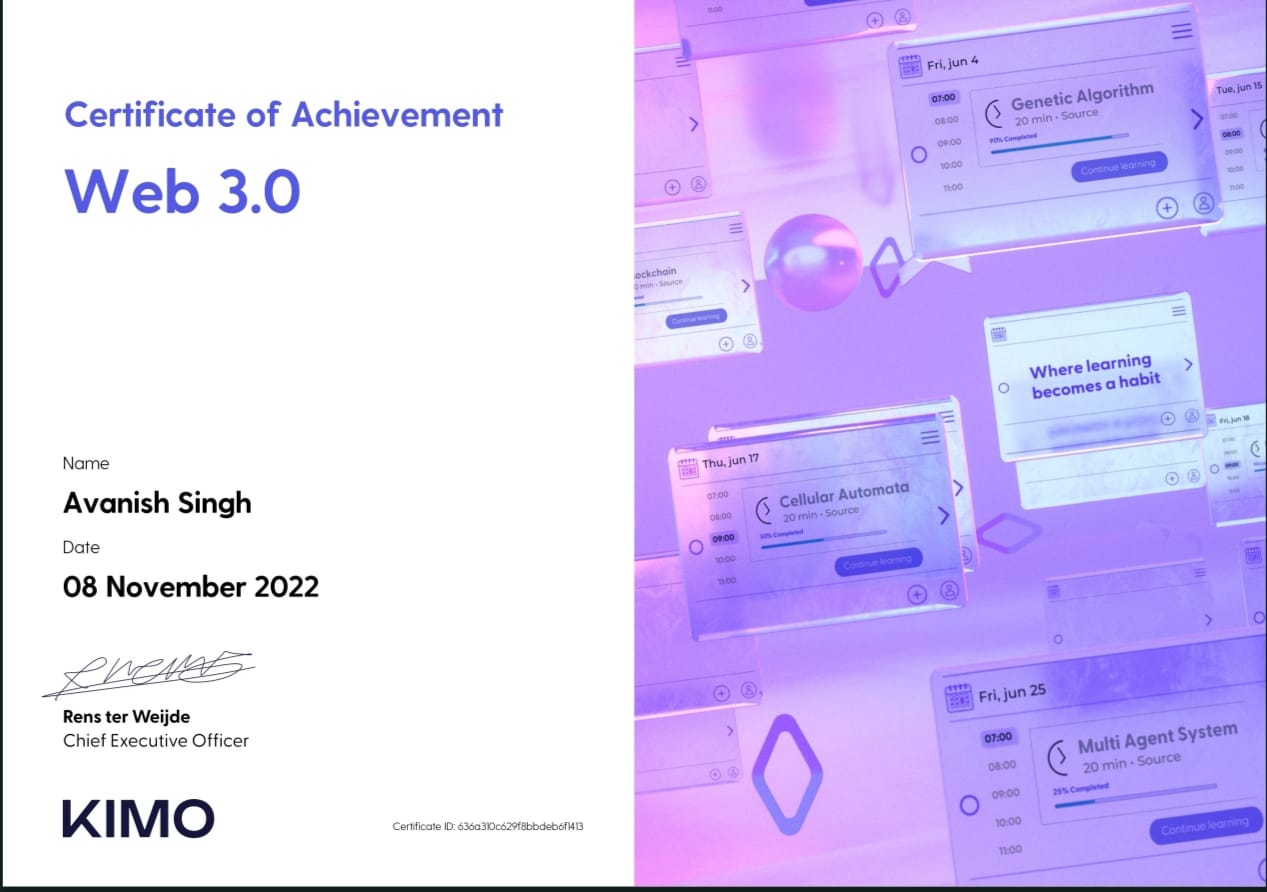 Certificate of Achievement
Web 3.0
Name
Avanish Singh
Date
08 November 2022
Rens ter Weijde
Chief Executive Officer
KIMO
Certificate ID: 636a310c629f8bbdeb6f1413
11:00
Fri, jun 4
07:00
08:00
09:00
10:00
11:00
Genetic Algorithm
20 min · Source
90% Completed
Continue learning
Tue, jun 15
07:00
08:00
09:00
10:00
11:00
ockchain
0 min · Source
Continue learning
Where learning
becomes a habit
Fri, jun 18
Thu, jun 17
07:00
08:00
09:00
10:00
11:00
Cellular Automata
20 min · Source
50% Completed
Continue learning
Fri, jun 25
07:00
08:00
09:00
10:00
11:00
Multi Agent System
20 min · Source
25% Completed
Continue learning